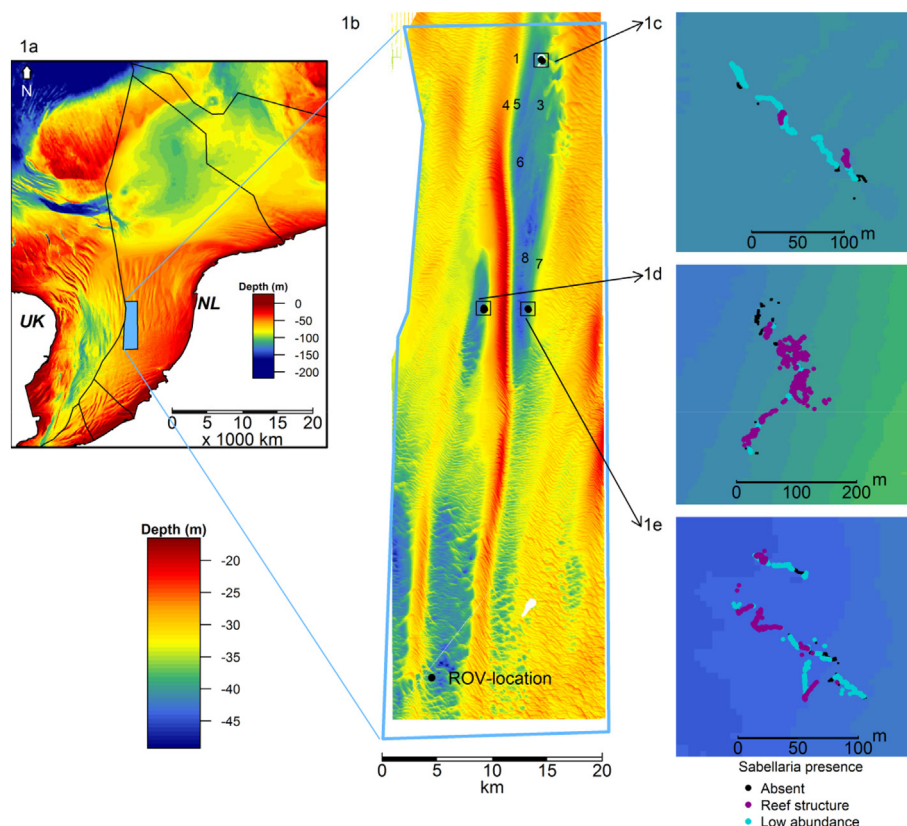 1a
N
UK
NL
Depth (m)
0
-50
-100
-150
-200
0 5 10 15 20
x 1000 km
Depth (m)
-20
-25
-30
-35
-40
-45
1b
1
4
5
3
6
8
7
ROV-location
0 5 10 15 20
km
1c
0 50 100 m
1d
0 100 200 m
1e
0 50 100 m
Sabellaria presence
Absent
Reef structure
Low abundance